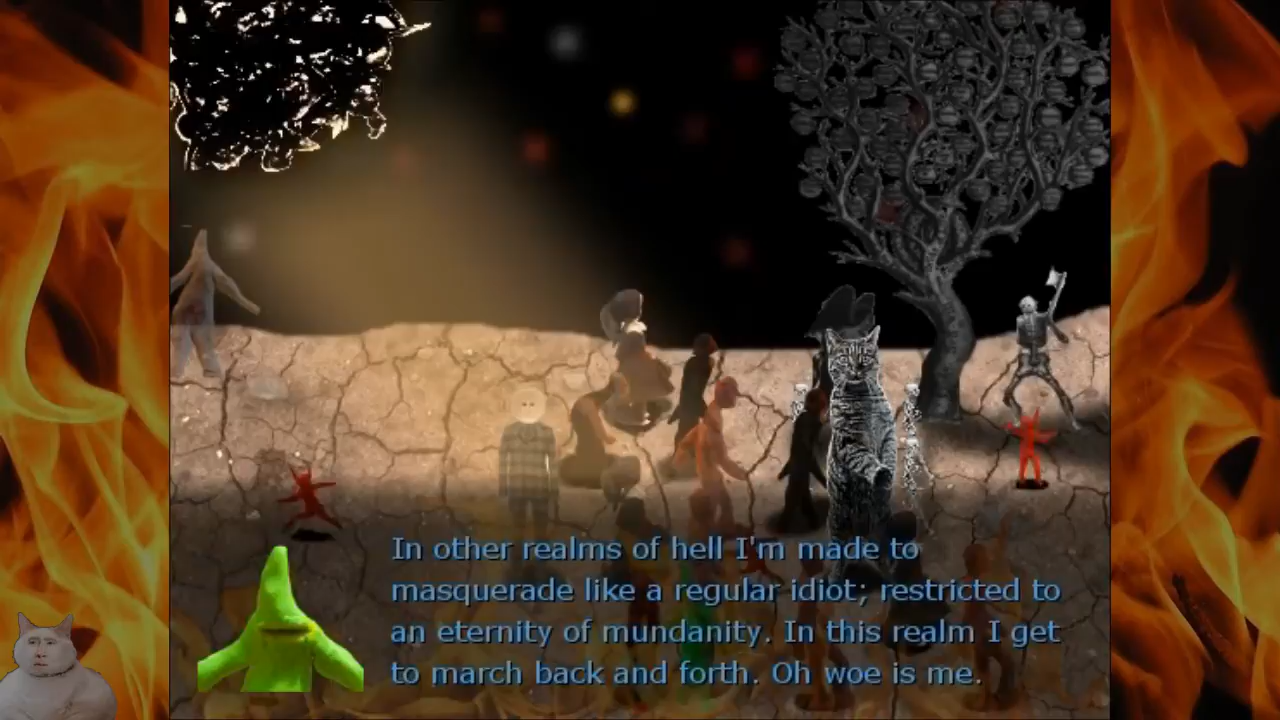 In other realms of hell I'm made to
masquerade like a regular idiot; restricted to
an eternity of mundanity. In this realm I get
to march back and forth. Oh woe is me.